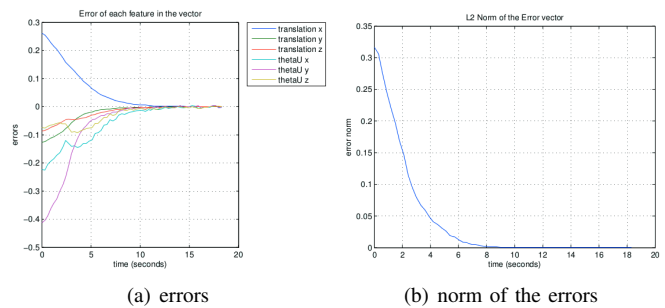 Error of each feature in the vector
0.3
0.2
0.1
0
−0.1
−0.2
−0.3
−0.4
−0.5
0
5
10
15
20
errors
time (seconds)
translation x
translation y
translation z
thetaU x
thetaU y
thetaU z
(a) errors
L2 Norm of the Error vector
0.35
0.3
0.25
0.2
0.15
0.1
0.05
0
0
2
4
6
8
10
12
14
16
18
20
error norm
time (seconds)
(b) norm of the errors